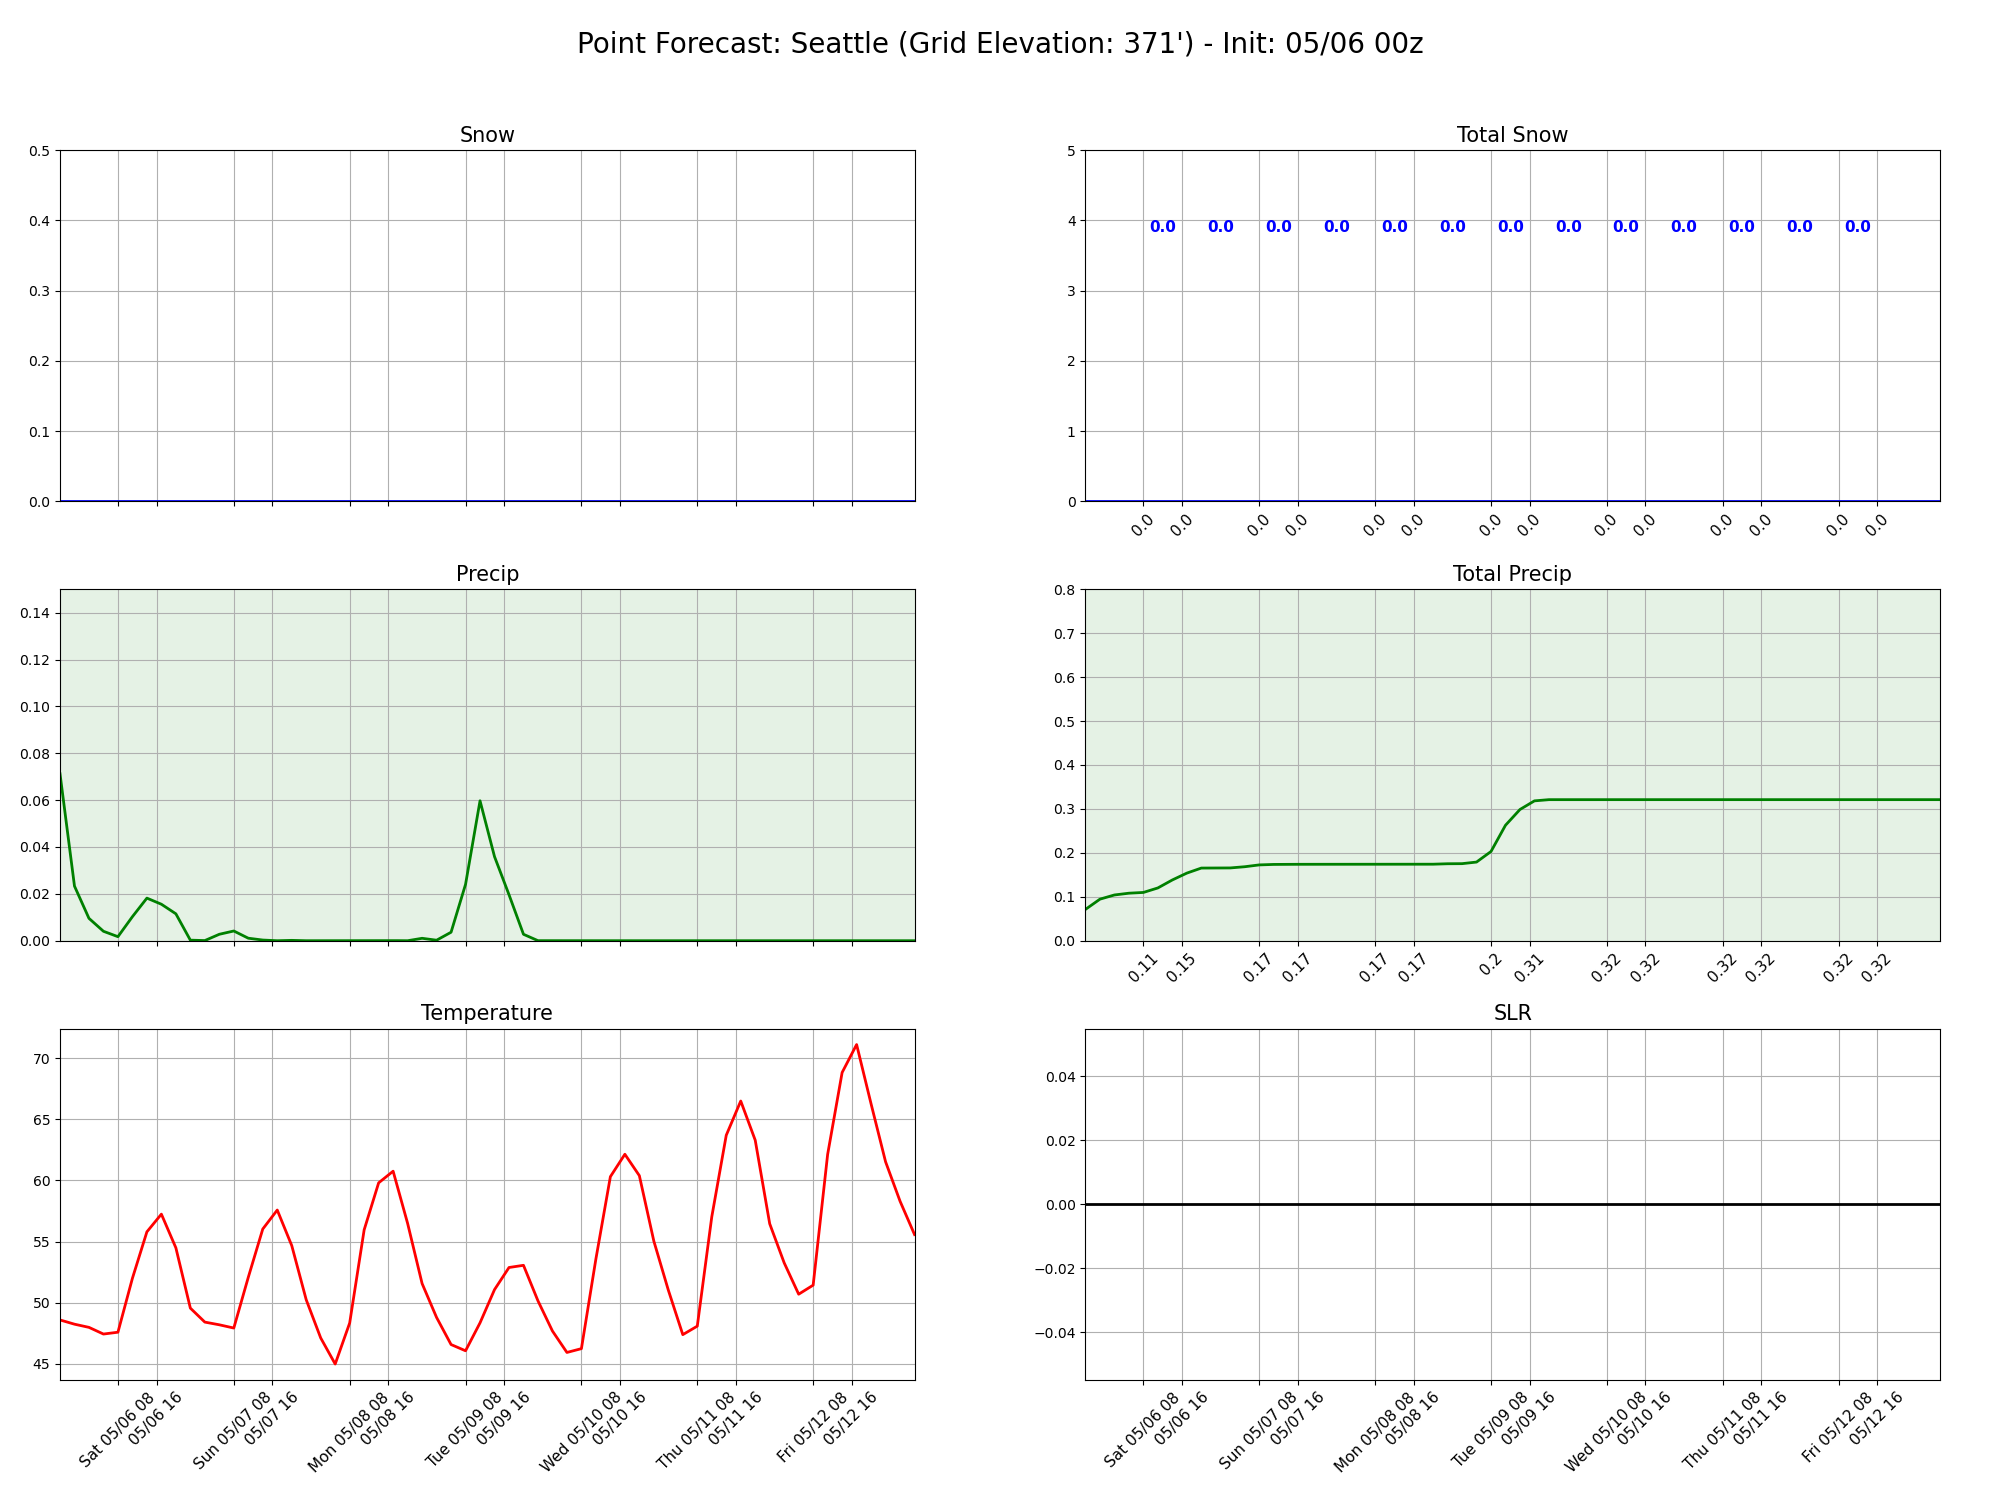 Point Forecast: Seattle (Grid Elevation: 371') - Init: 05/06 00z
Snow
0.5
0.4
0.3
0.2
0.1
0.0
Total Snow
5
4
3
2
1
0
0.0 0.0 0.0 0.0 0.0 0.0 0.0 0.0 0.0 0.0 0.0 0.0 0.0
0.0 0.0 0.0 0.0 0.0 0.0 0.0 0.0 0.0 0.0 0.0 0.0 0.0 0.0
Precip
0.14
0.12
0.10
0.08
0.06
0.04
0.02
0.00
Total Precip
0.8
0.7
0.6
0.5
0.4
0.3
0.2
0.1
0.0
0.11 0.15 0.17 0.17 0.17 0.17 0.2 0.31 0.32 0.32 0.32 0.32 0.32 0.32
Temperature
70
65
60
55
50
45
Sat 05/06 08
05/06 16
Sun 05/07 08
05/07 16
Mon 05/08 08
05/08 16
Tue 05/09 08
05/09 16
Wed 05/10 08
05/10 16
Thu 05/11 08
05/11 16
Fri 05/12 08
05/12 16
SLR
0.04
0.02
0.00
−0.02
−0.04
Sat 05/06 08
05/06 16
Sun 05/07 08
05/07 16
Mon 05/08 08
05/08 16
Tue 05/09 08
05/09 16
Wed 05/10 08
05/10 16
Thu 05/11 08
05/11 16
Fri 05/12 08
05/12 16